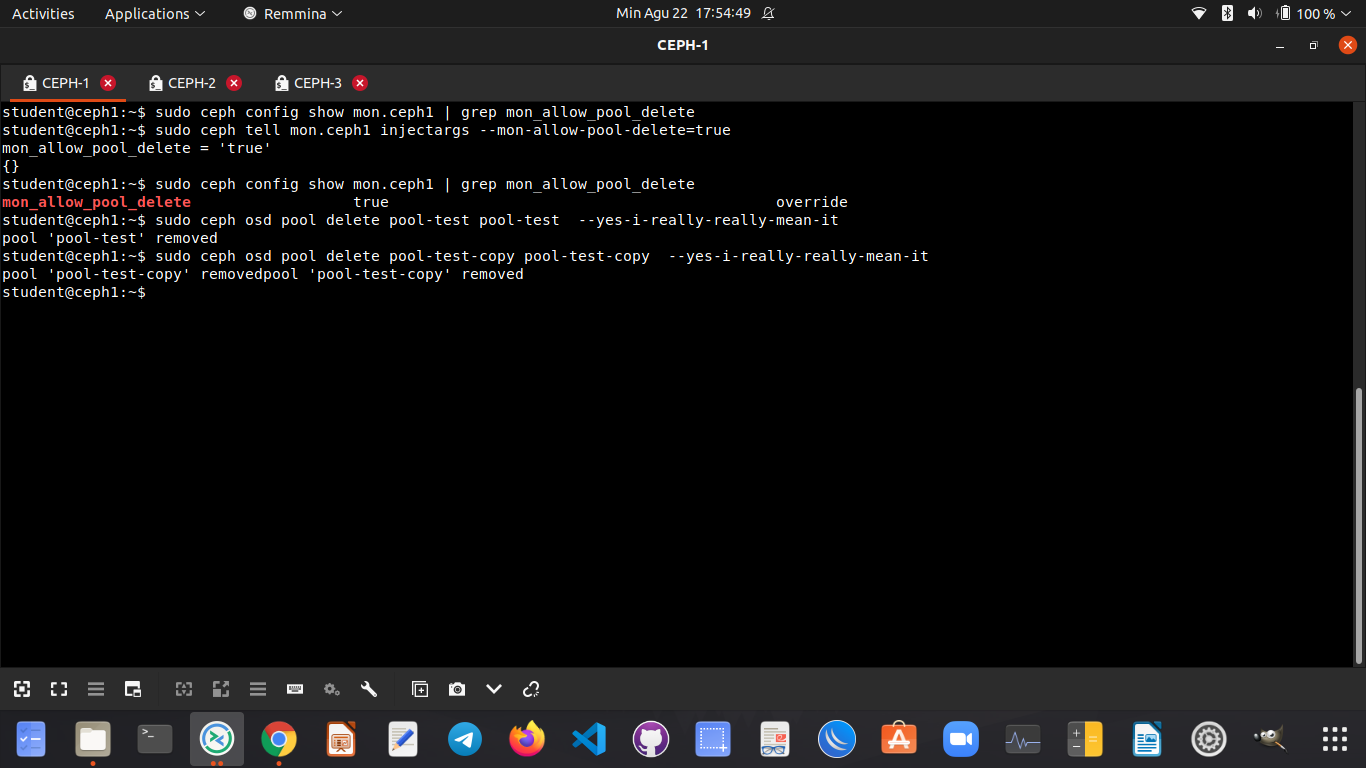 Activities Applications Remmina Min Agu 22 17:54:49 100 %
CEPH-1
CEPH-1 CEPH-2 CEPH-3
student@ceph1:~$ sudo ceph config show mon.ceph1 | grep mon_allow_pool_delete
student@ceph1:~$ sudo ceph tell mon.ceph1 injectargs --mon-allow-pool-delete=true
mon_allow_pool_delete = 'true'
{}
student@ceph1:~$ sudo ceph config show mon.ceph1 | grep mon_allow_pool_delete
mon_allow_pool_delete true override
student@ceph1:~$ sudo ceph osd pool delete pool-test pool-test  --yes-i-really-really-mean-it
pool 'pool-test' removed
student@ceph1:~$ sudo ceph osd pool delete pool-test-copy pool-test-copy  --yes-i-really-really-mean-it
pool 'pool-test-copy' removedpool 'pool-test-copy' removed
student@ceph1:~$